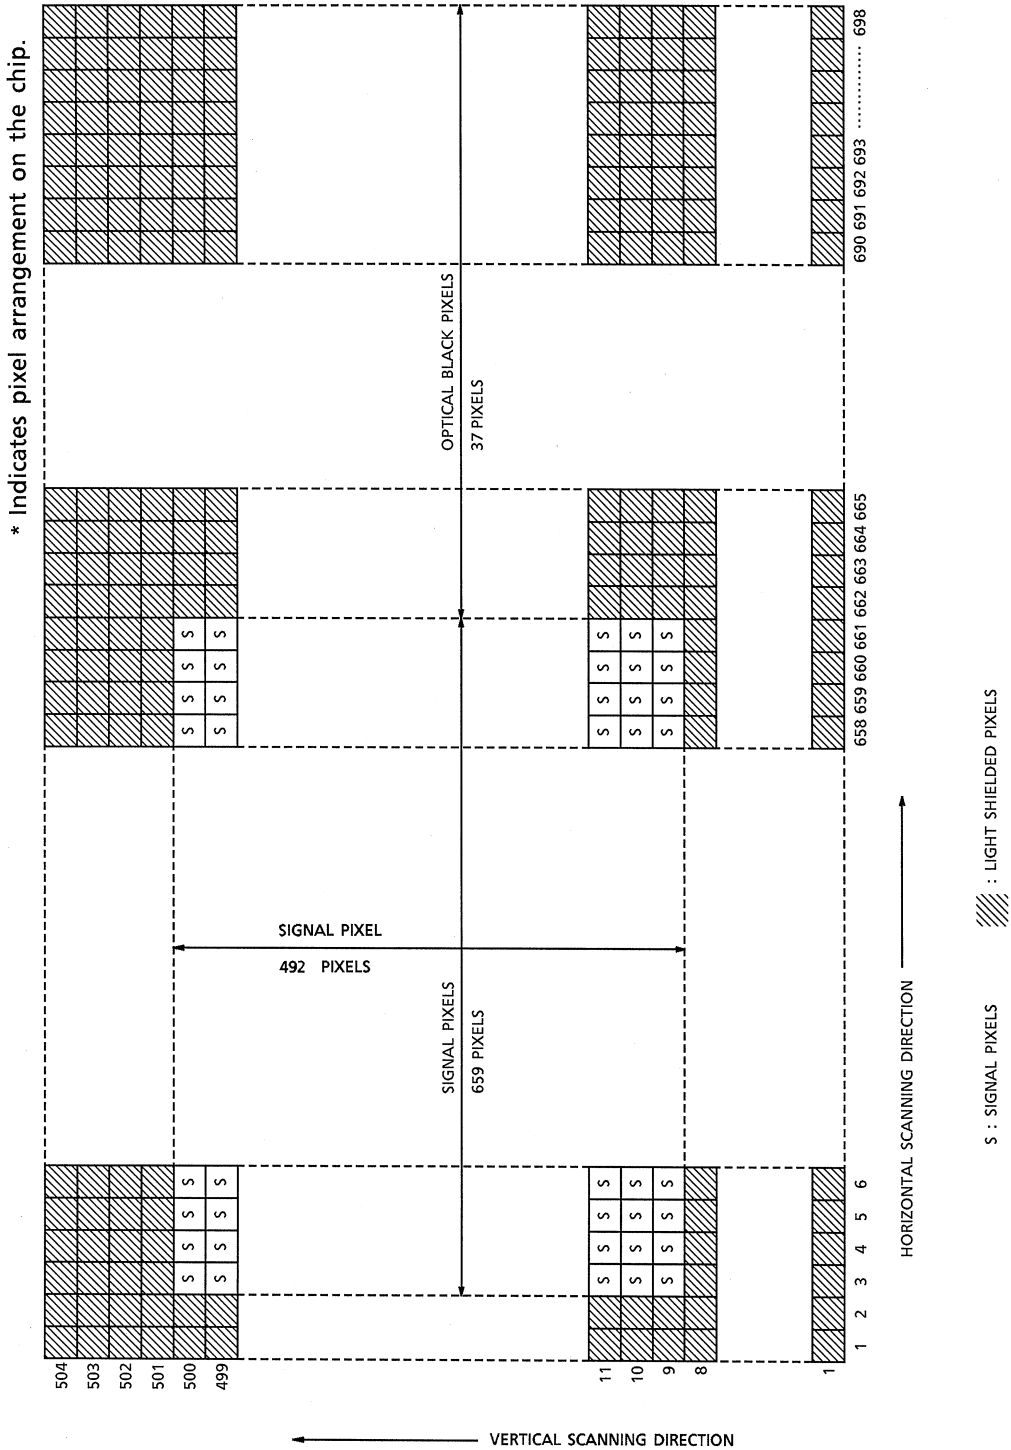 * Indicates pixel arrangement on the chip.
504
503
502
501
500
499
11
10
9
8
1
S S S S S S S S
S S S S S S S S
S S S S S S S S
S S S S S S S S
S S S S S S S S
SIGNAL PIXEL
492 PIXELS
SIGNAL PIXELS
659 PIXELS
OPTICAL BLACK PIXELS
37 PIXELS
1 2 3 4 5 6 658 659 660 661 662 663 664 665 690 691 692 693 ............... 698
HORIZONTAL SCANNING DIRECTION
VERTICAL SCANNING DIRECTION
S : SIGNAL PIXELS
: LIGHT SHIELDED PIXELS